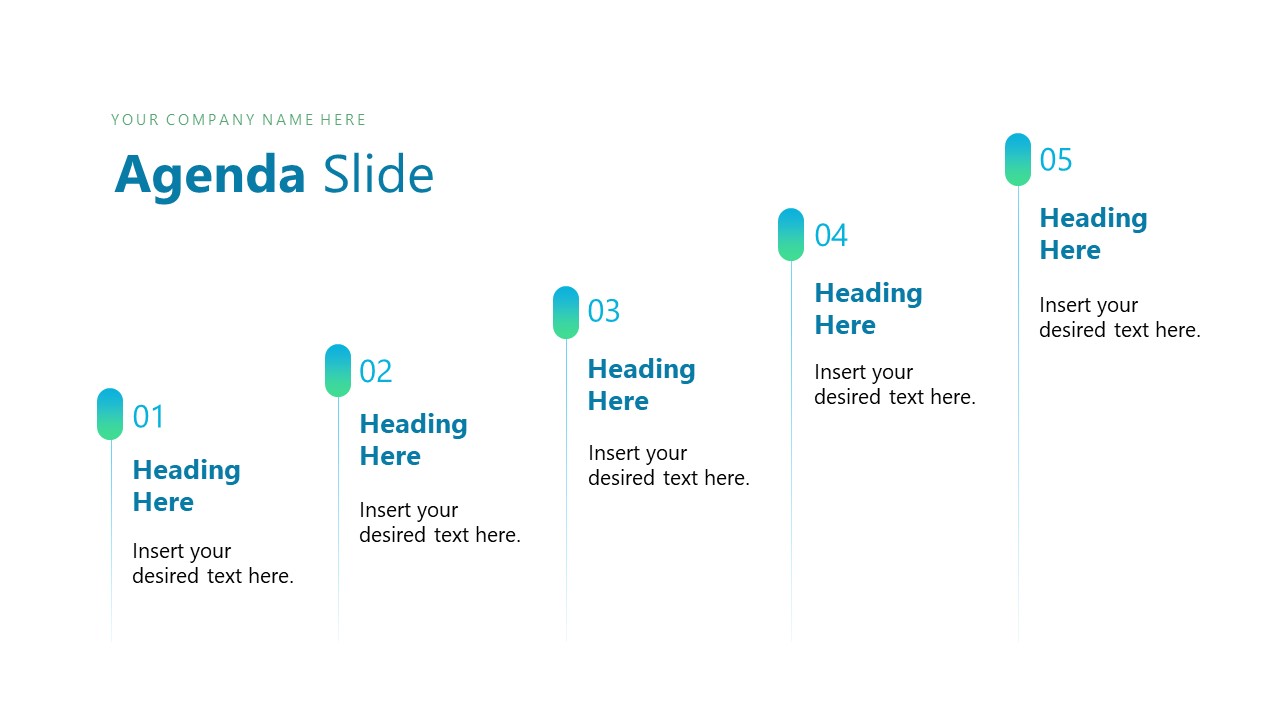 YOUR COMPANY NAME HERE
Agenda Slide
01
Heading
Here
Insert your
desired text here.
02
Heading
Here
Insert your
desired text here.
03
Heading
Here
Insert your
desired text here.
04
Heading
Here
Insert your
desired text here.
05
Heading
Here
Insert your
desired text here.